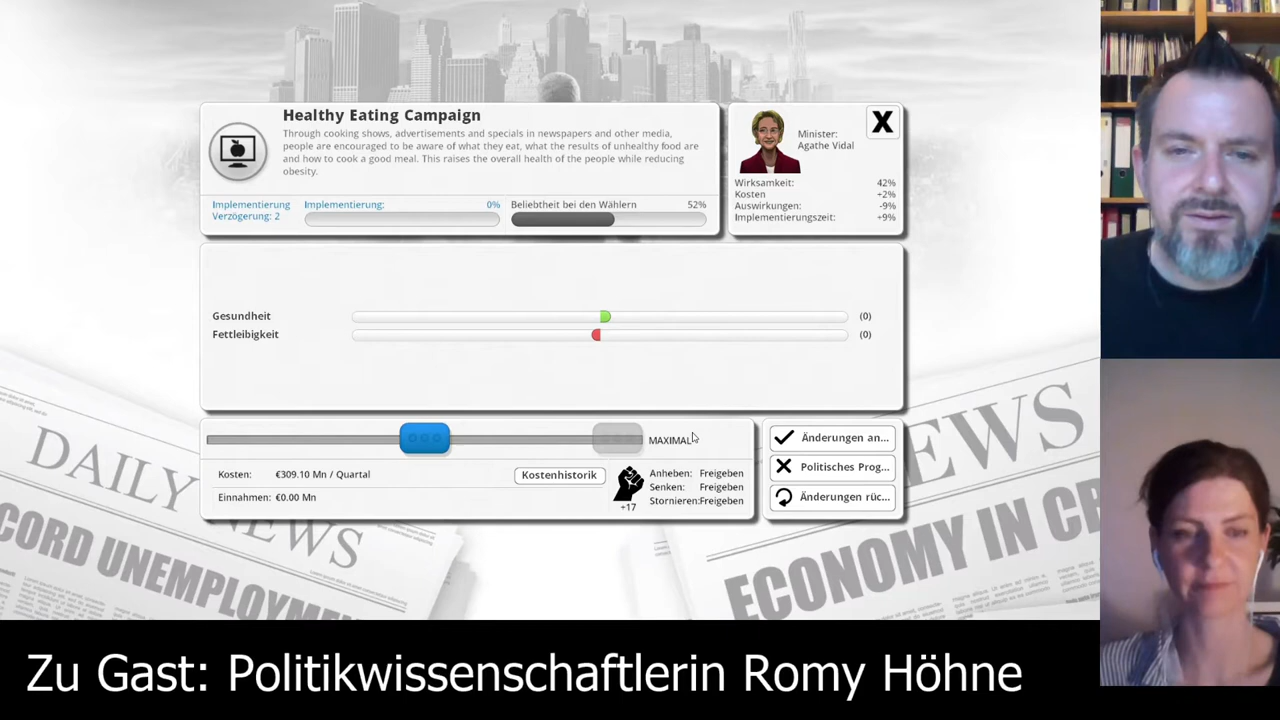 Healthy Eating Campaign
Through cooking shows, advertisements and specials in newspapers and other media,
people are encouraged to be aware of what they eat, what the results of unhealthy food are
and how to cook a good meal. This raises the overall health of the people while reducing
obesity.
Implementierung
Verzögerung: 2
Implementierung: 0%
Beliebtheit bei den Wählern 52%
Minister:
Agathe Vidal
X
Wirksamkeit: 42%
Kosten +2%
Auswirkungen: -9%
Implementierungszeit: +9%
Gesundheit (0)
Fettleibigkeit (0)
MAXIMAL
Kosten: €309.10 Mn / Quartal
Einnahmen: €0.00 Mn
Kostenhistorik
+17
Anheben: Freigeben
Senken: Freigeben
Stornieren:Freigeben
Änderungen an...
Politisches Prog...
Änderungen rüc...
DAILY NEWS
CORD UNEMPLOYME
NEWS
ECONOMY IN CR
Zu Gast: Politikwissenschaftlerin Romy Höhne